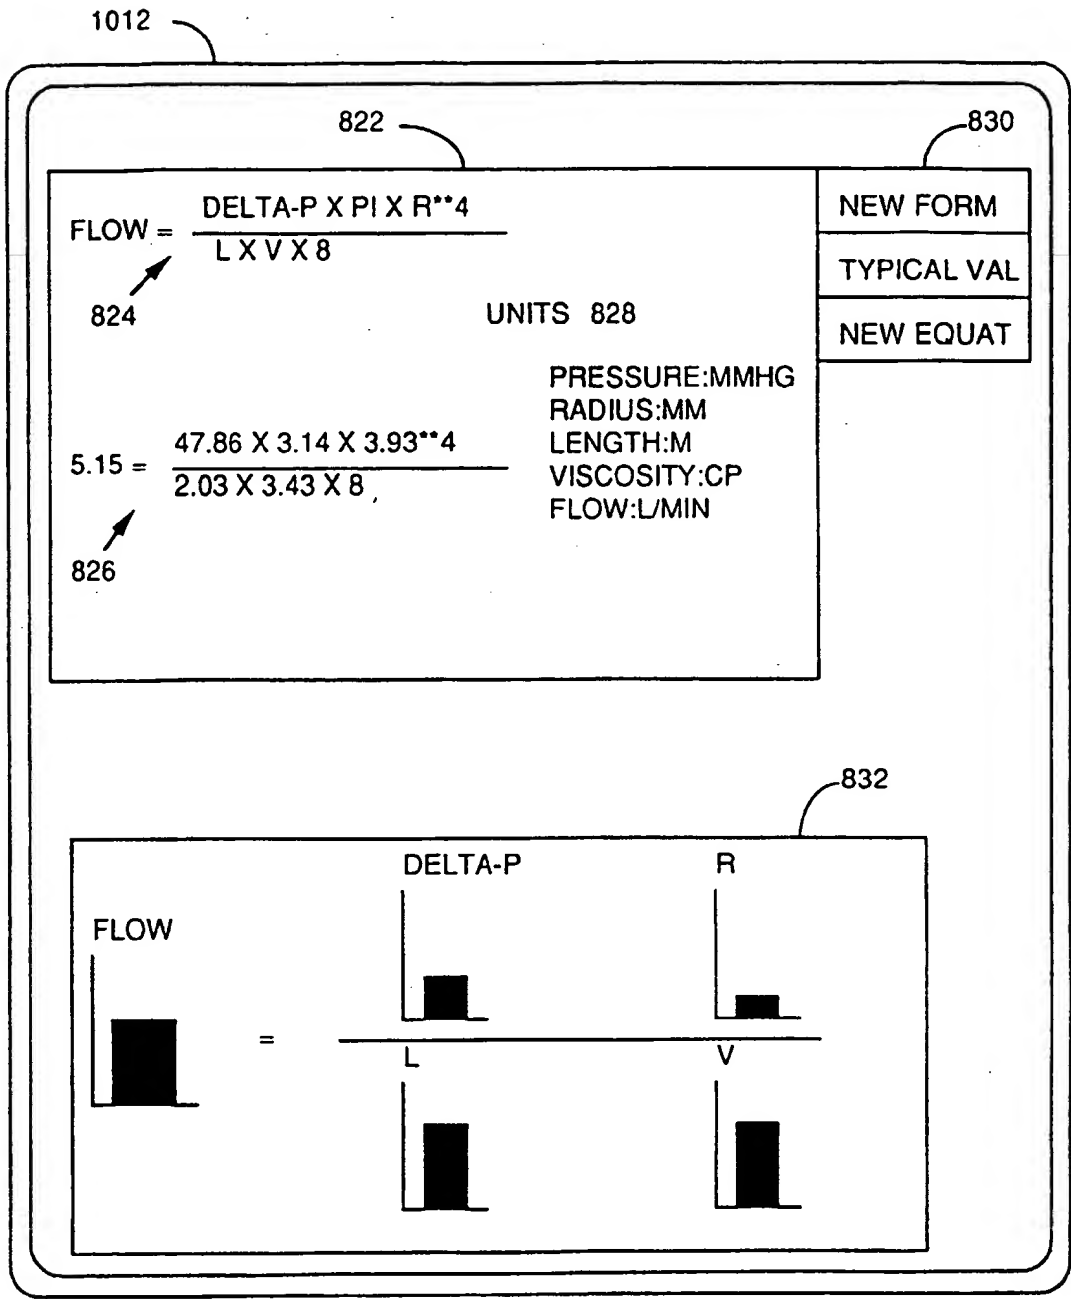 1012
822
830
DELTA-P X PI X R**4
FLOW =
L X V X 8
824
NEW FORM
TYPICAL VAL
NEW EQUAT
UNITS 828
PRESSURE:MMHG
RADIUS:MM
LENGTH:M
VISCOSITY:CP
FLOW:L/MIN
47.86 X 3.14 X 3.93**4
5.15 =
2.03 X 3.43 X 8
826
832
DELTA-P
R
FLOW
=
L
V